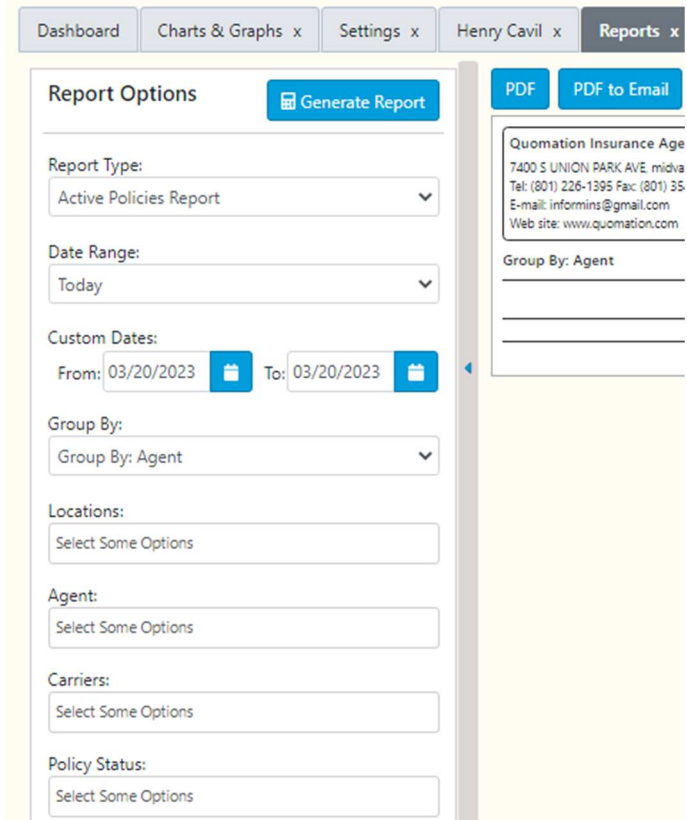 Dashboard Charts & Graphs x Settings x Henry Cavil x Reports x
Report Options
Generate Report
Report Type:
Active Policies Report
Date Range:
Today
Custom Dates:
From: 03/20/2023 To: 03/20/2023
Group By:
Group By: Agent
Locations:
Select Some Options
Agent:
Select Some Options
Carriers:
Select Some Options
Policy Status:
Select Some Options
PDF PDF to Email
Quomation Insurance Age
7400 S UNION PARK AVE, midva
Tel: (801) 226-1395 Fax: (801) 35
E-mail: informins@gmail.com
Web site: www.quomation.com
Group By: Agent